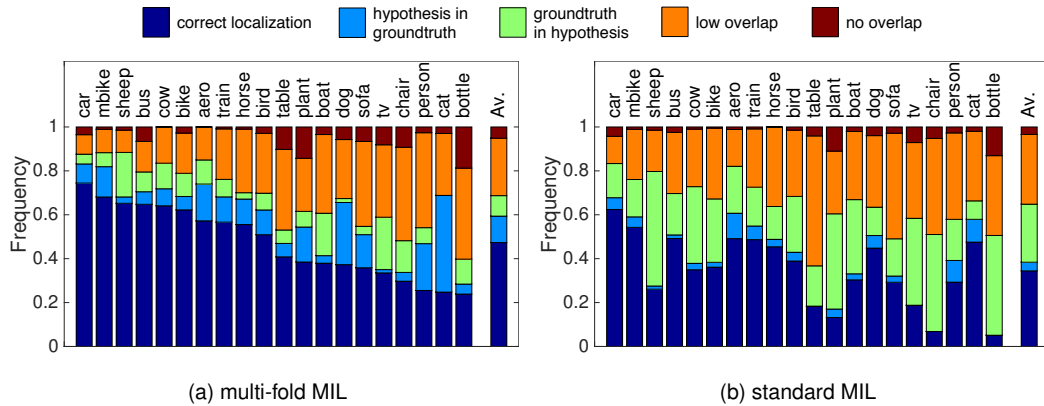 correct localization
hypothesis in
groundtruth
groundtruth
in hypothesis
low overlap
no overlap
car
mbike
sheep
bus
cow
bike
aero
train
horse
bird
table
plant
boat
dog
sofa
tv
chair
person
cat
bottle
Av.
1
0.8
0.6
0.4
0.2
0
Frequency
(a) multi-fold MIL
car
mbike
sheep
bus
cow
bike
aero
train
horse
bird
table
plant
boat
dog
sofa
tv
chair
person
cat
bottle
Av.
1
0.8
0.6
0.4
0.2
0
Frequency
(b) standard MIL